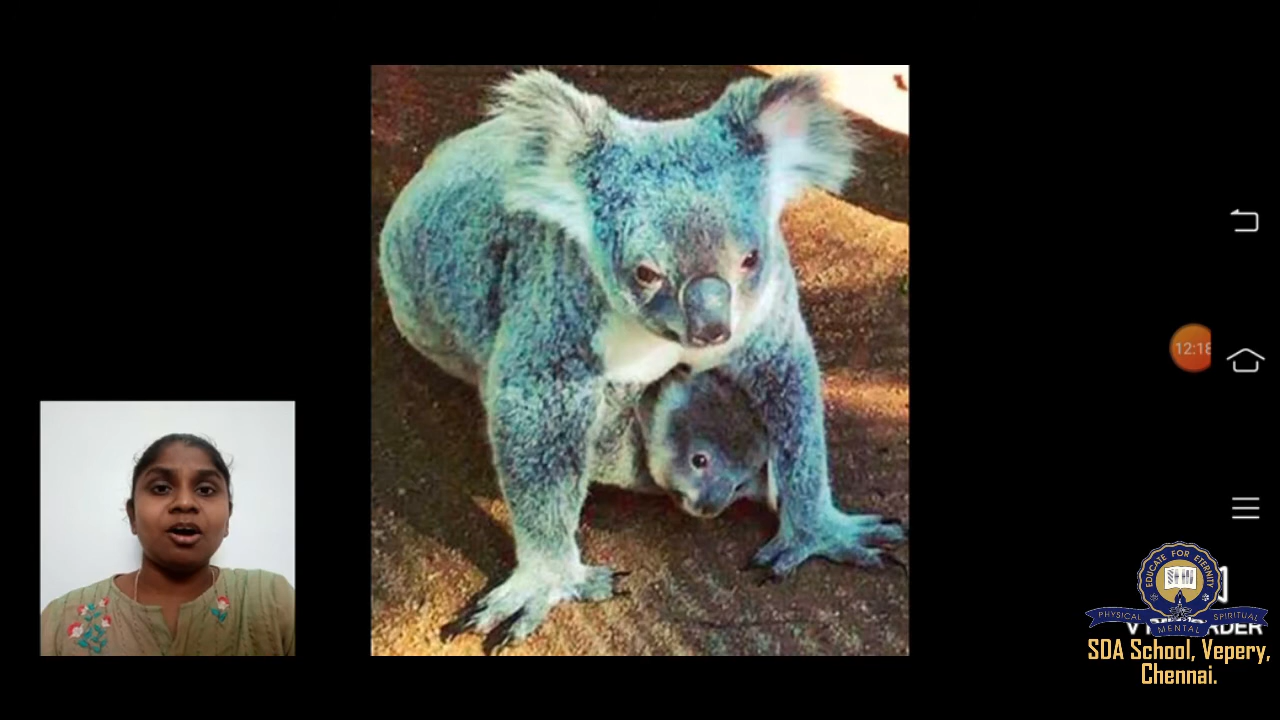 12:18
EDUCATE FOR ETERNITY
PHYSICAL
MENTAL
SPIRITUAL
SDA School, Vepery,
Chennai.